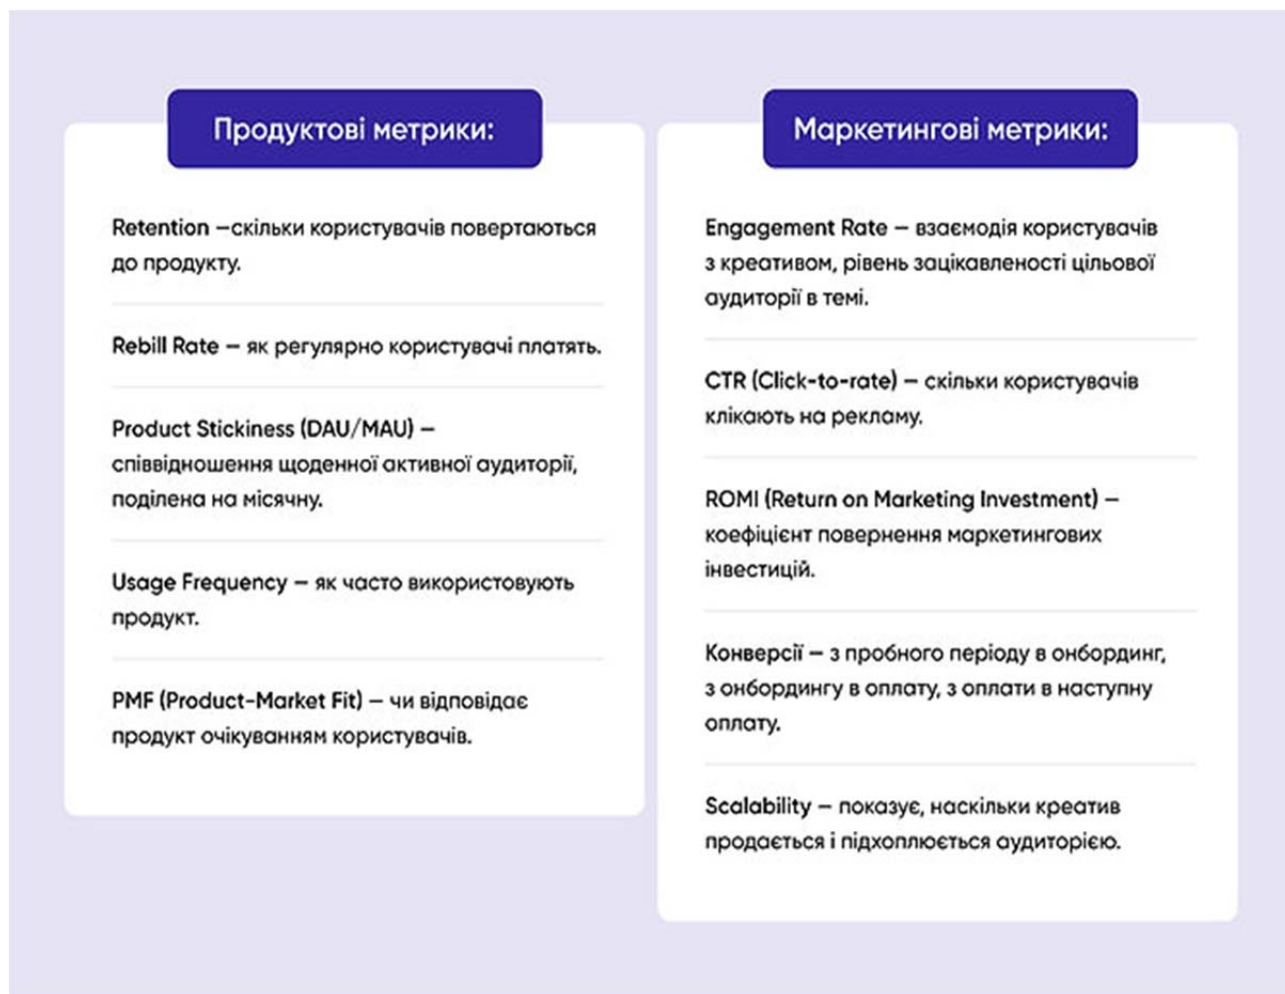 Продуктові метрики:
Retention —скільки користувачів повертаються
до продукту.
Rebill Rate — як регулярно користувачі платять.
Product Stickiness (DAU/MAU) —
співвідношення щоденної активної аудиторії,
поділена на місячну.
Usage Frequency — як часто використовують
продукт.
PMF (Product-Market Fit) — чи відповідає
продукт очікуванням користувачів.
Маркетингові метрики:
Engagement Rate — взаємодія користувачів
з креативом, рівень зацікавленості цільової
аудиторії в темі.
CTR (Click-to-rate) — скільки користувачів
клікають на рекламу.
ROMI (Return on Marketing Investment) —
коефіцієнт повернення маркетингових
інвестицій.
Конверсії — з пробного періоду в онбординг,
з онбордингу в оплату, з оплати в наступну
оплату.
Scalability — показує, наскільки креатив
продається і підхоплюється аудиторією.